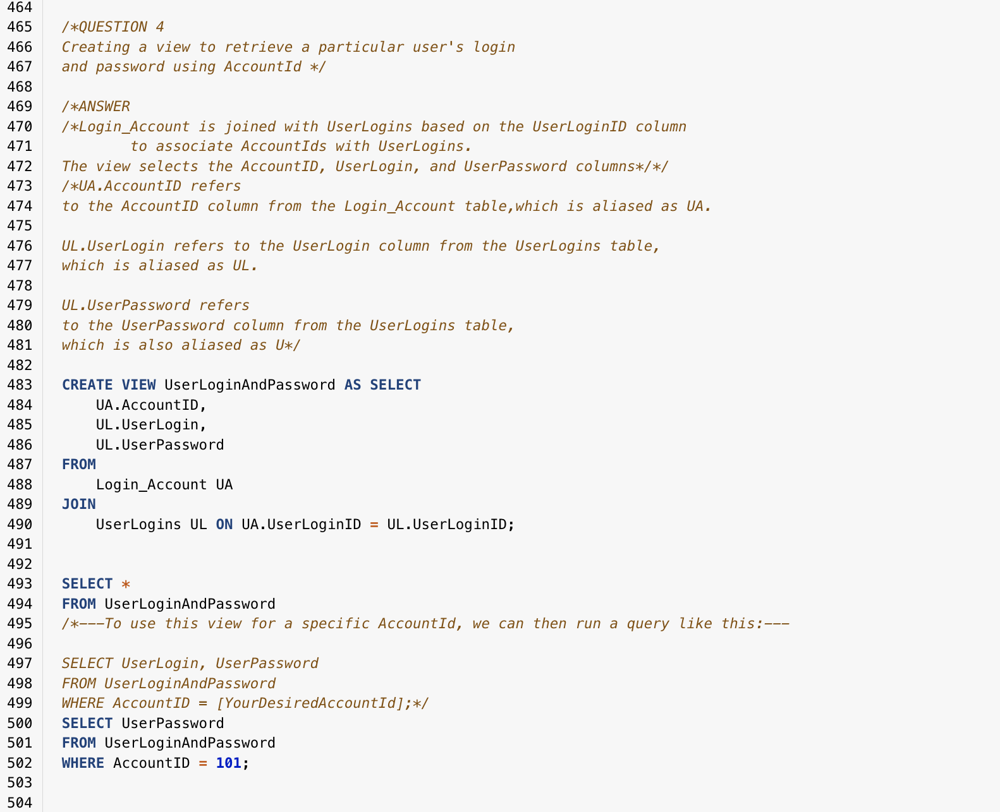 464
465 /*QUESTION 4
466 Creating a view to retrieve a particular user's login
467 and password using AccountId */
468
469 /*ANSWER
470 /*Login_Account is joined with UserLogins based on the UserLoginID column
471         to associate AccountIds with UserLogins.
472 The view selects the AccountID, UserLogin, and UserPassword columns*/*/
473 /*UA.AccountID refers
474 to the AccountID column from the Login_Account table,which is aliased as UA.
475
476 UL.UserLogin refers to the UserLogin column from the UserLogins table,
477 which is aliased as UL.
478
479 UL.UserPassword refers
480 to the UserPassword column from the UserLogins table,
481 which is also aliased as U*/
482
483 CREATE VIEW UserLoginAndPassword AS SELECT
484     UA.AccountID,
485     UL.UserLogin,
486     UL.UserPassword
487 FROM
488     Login_Account UA
489 JOIN
490     UserLogins UL ON UA.UserLoginID = UL.UserLoginID;
491
492
493 SELECT *
494 FROM UserLoginAndPassword
495 /*---To use this view for a specific AccountId, we can then run a query like this:---
496
497 SELECT UserLogin, UserPassword
498 FROM UserLoginAndPassword
499 WHERE AccountID = [YourDesiredAccountId];*/
500 SELECT UserPassword
501 FROM UserLoginAndPassword
502 WHERE AccountID = 101;
503
504